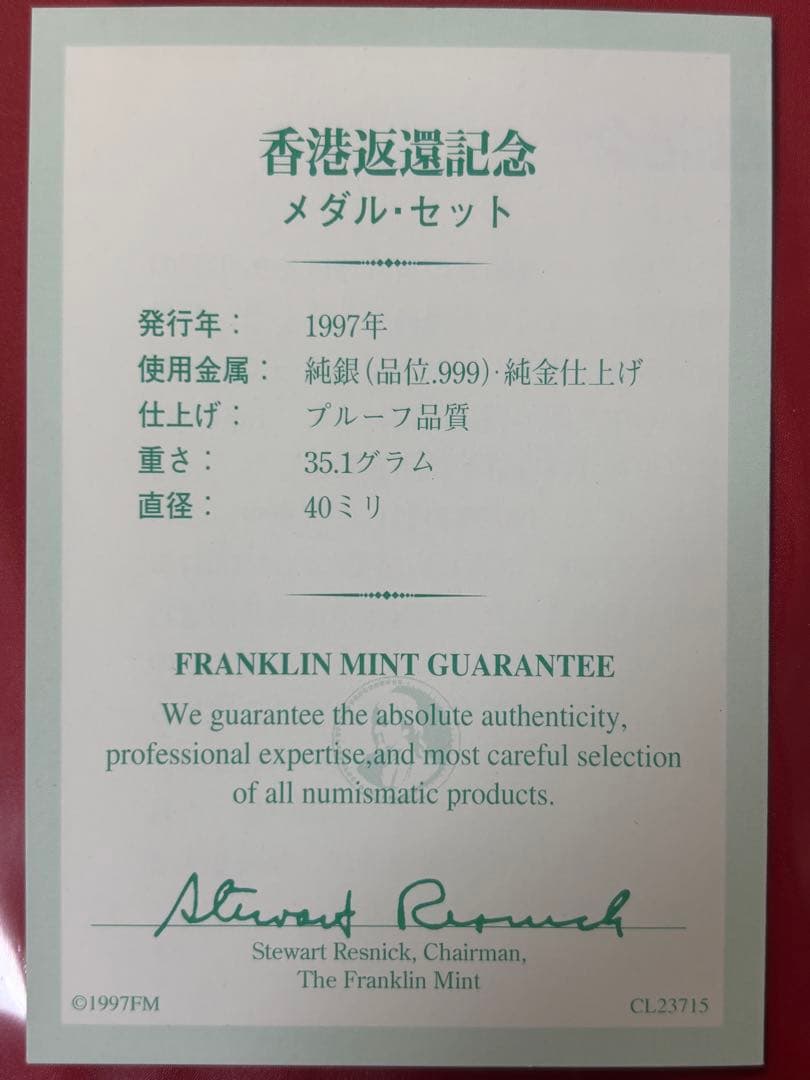 香港返還記念
メダル・セット
発行年： 1997年
使用金属： 純銀(品位.999)・純金仕上げ
仕上げ： プルーフ品質
重さ： 35.1グラム
直径： 40ミリ
FRANKLIN MINT GUARANTEE
We guarantee the absolute authenticity,
professional expertise,and most careful selection
of all numismatic products.
Stewart Resnick
Stewart Resnick, Chairman,
The Franklin Mint
©1997FM
CL23715